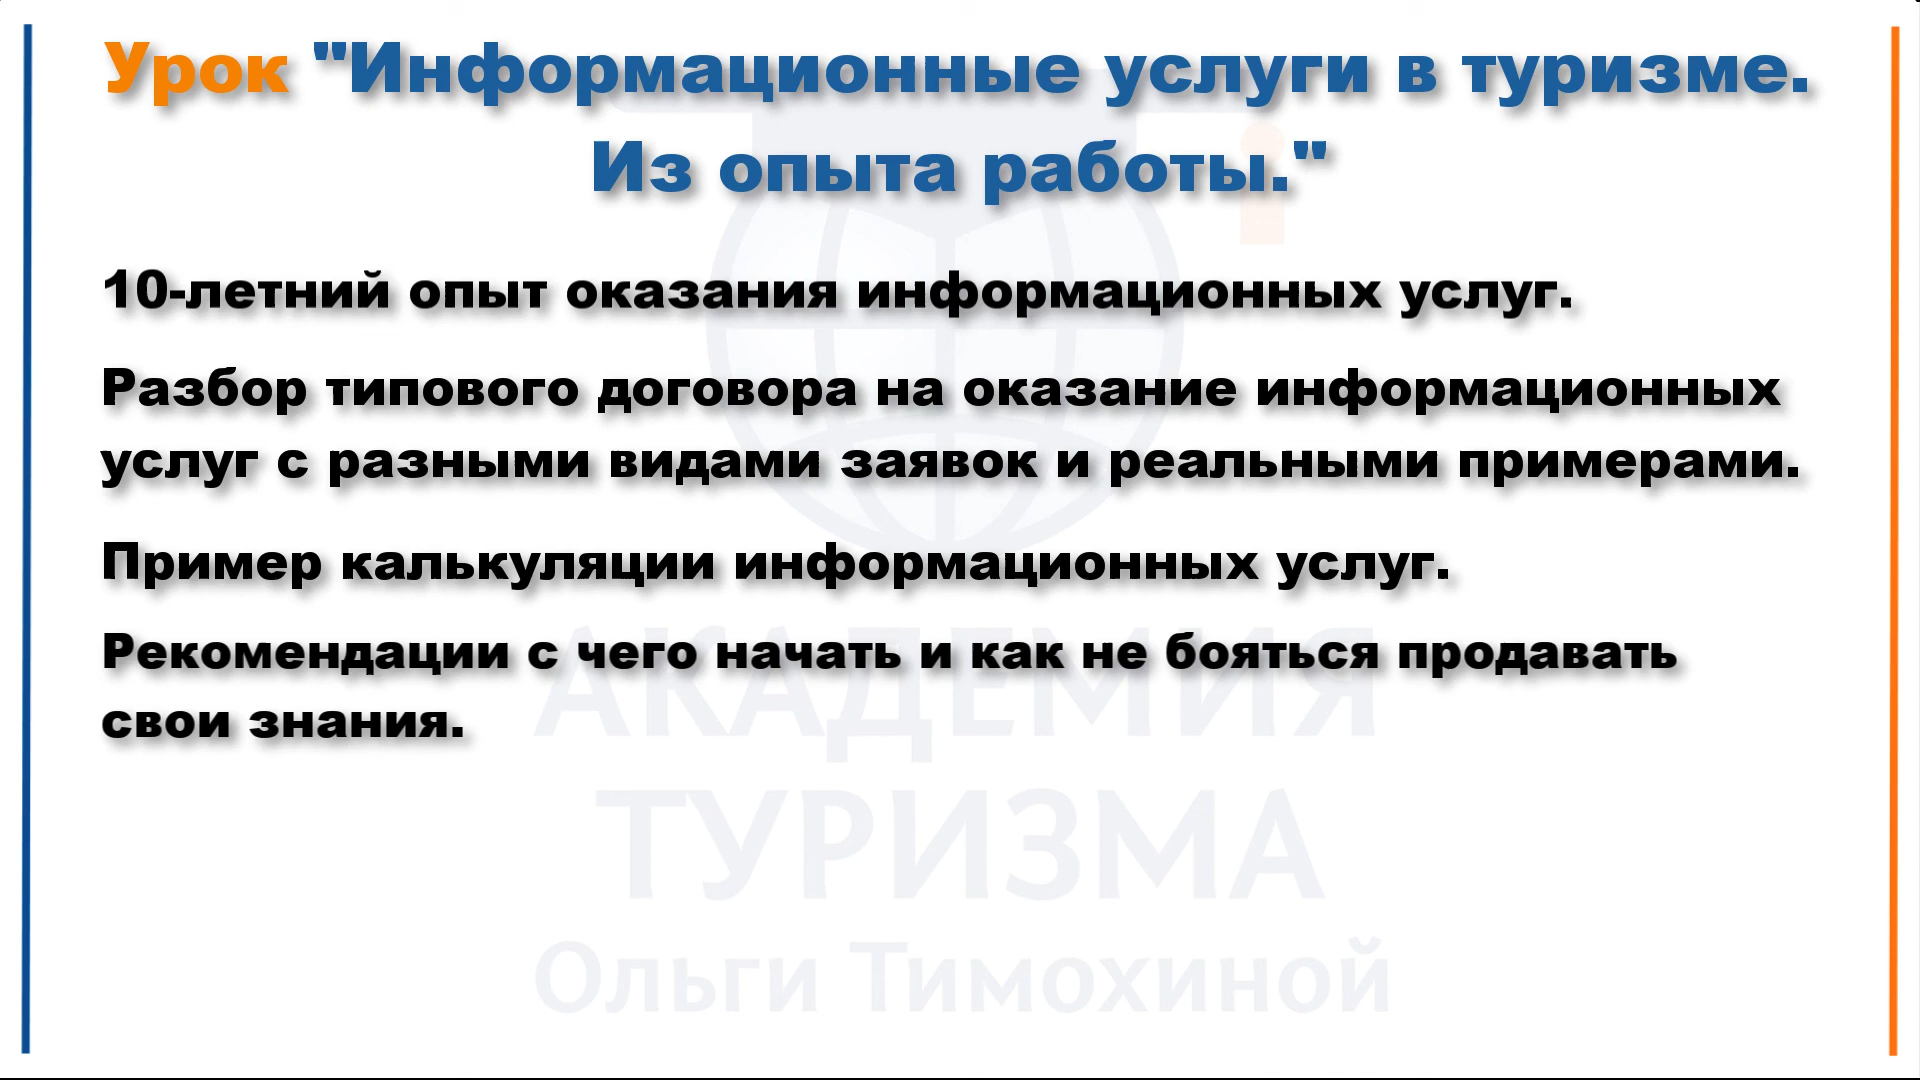 Урок "Информационные услуги в туризме.
Из опыта работы."
10-летний опыт оказания информационных услуг.
Разбор типового договора на оказание информационных
услуг с разными видами заявок и реальными примерами.
Пример калькуляции информационных услуг.
Рекомендации с чего начать и как не бояться продавать
свои знания.
АКАДЕМИЯ
ТУРИЗМА
Ольги Тимохиной